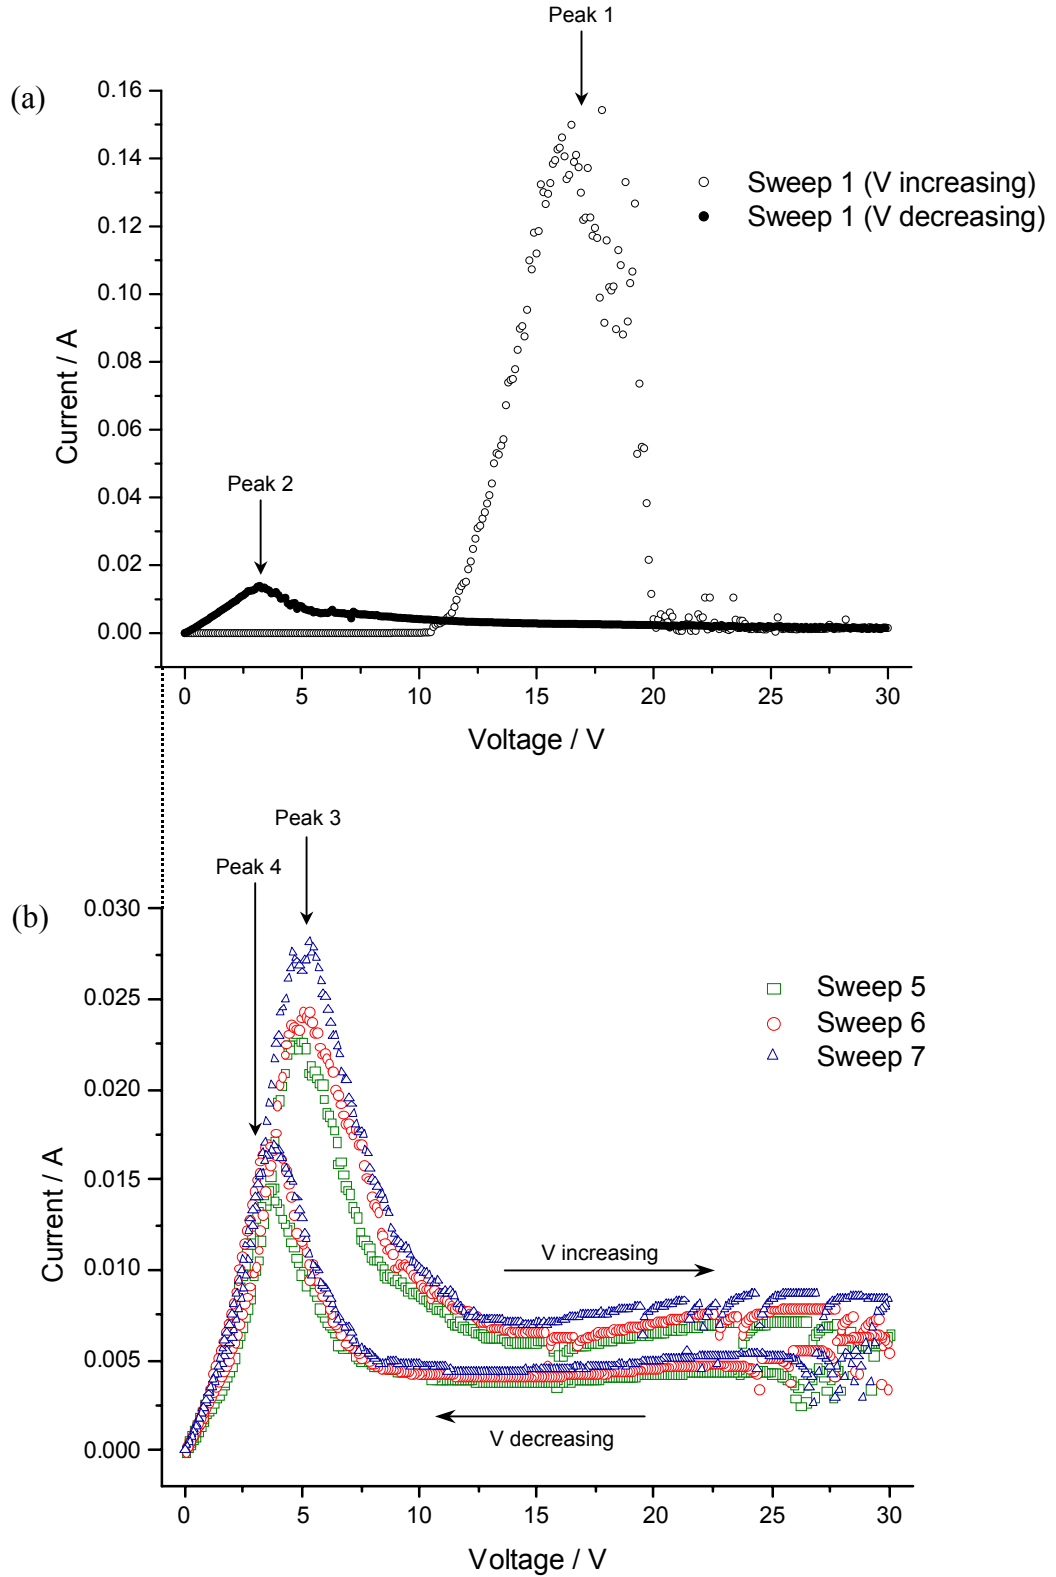 Peak 1
(a)
0.16
0.14
0.12
0.10
0.08
0.06
0.04
0.02
0.00
Current / A
Sweep 1 (V increasing)
Sweep 1 (V decreasing)
Peak 2
0 5 10 15 20 25 30
Voltage / V
Peak 3
Peak 4
(b)
0.030
0.025
0.020
0.015
0.010
0.005
0.000
Current / A
Sweep 5
Sweep 6
Sweep 7
V increasing
V decreasing
0 5 10 15 20 25 30
Voltage / V